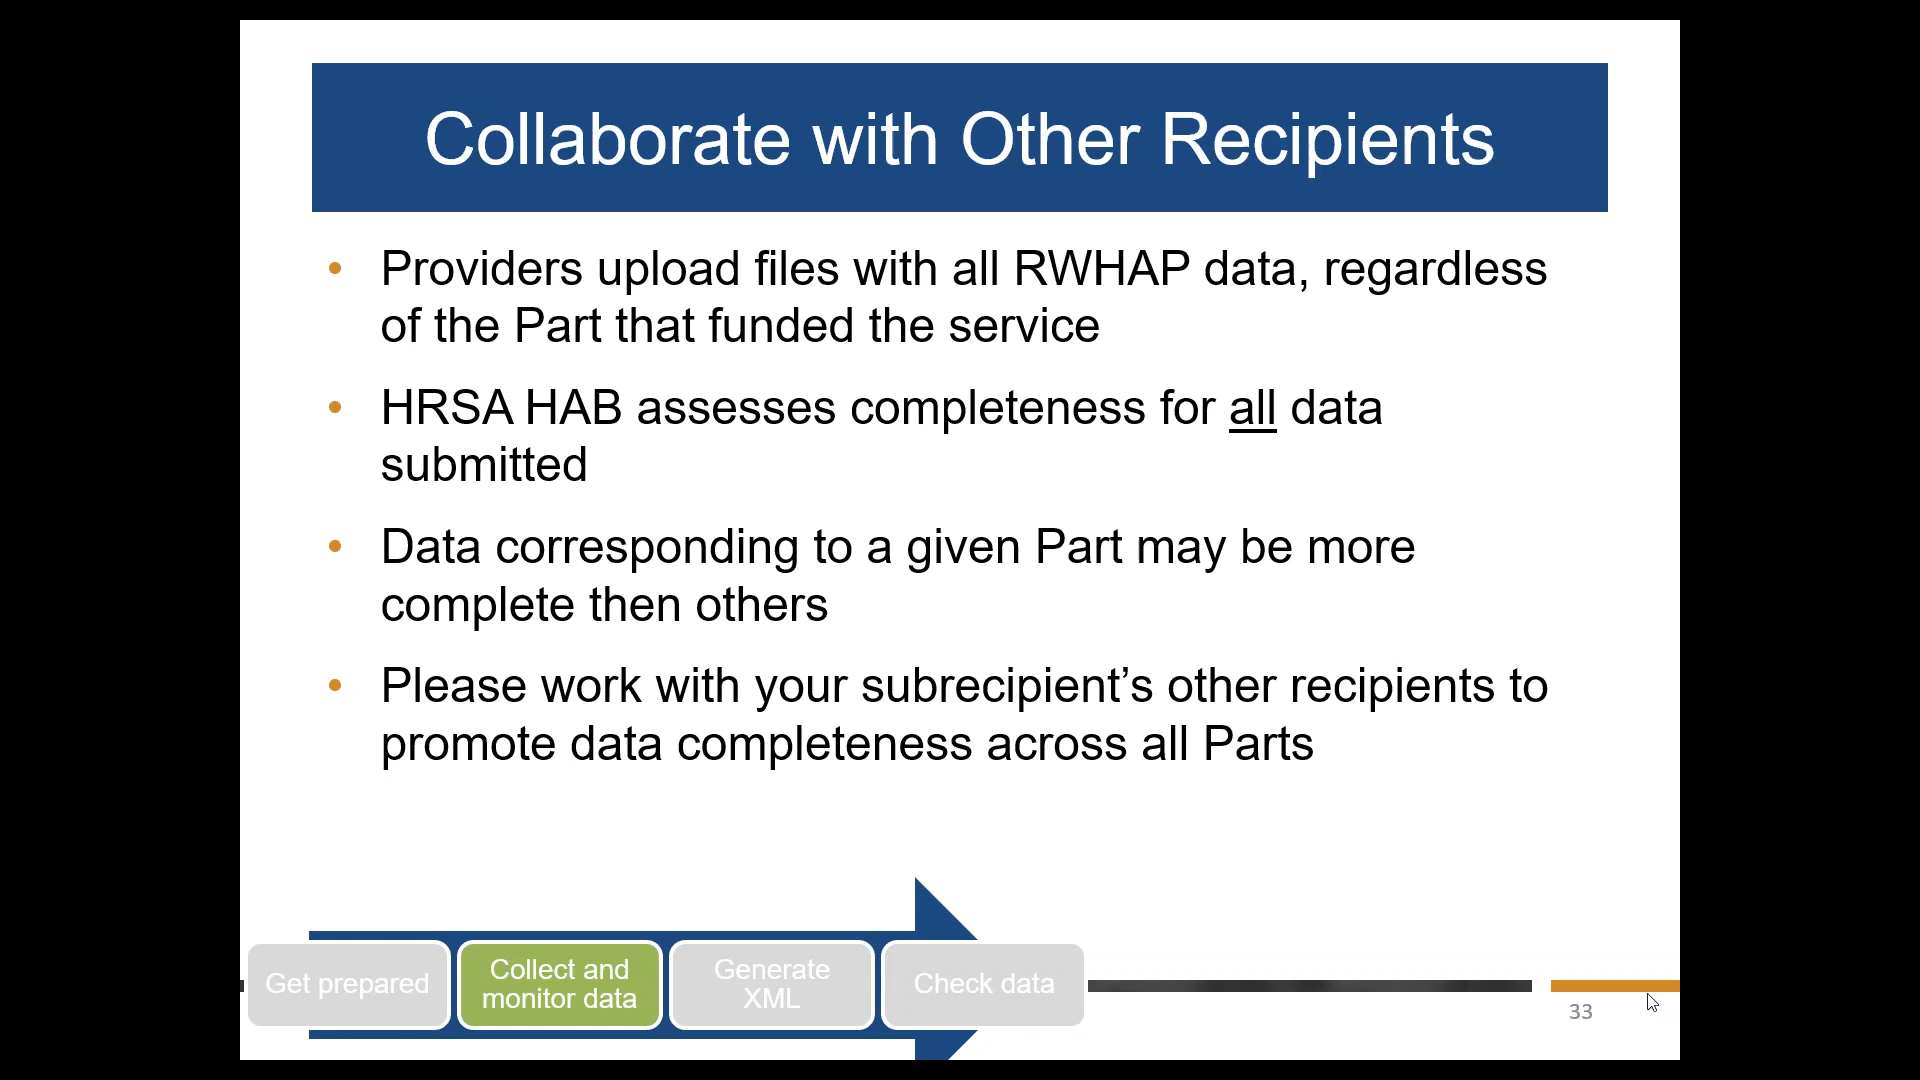 Collaborate with Other Recipients
• Providers upload files with all RWHAP data, regardless
of the Part that funded the service
• HRSA HAB assesses completeness for all data
submitted
• Data corresponding to a given Part may be more
complete then others
• Please work with your subrecipient’s other recipients to
promote data completeness across all Parts
Get prepared
Collect and
monitor data
Generate
XML
Check data
33